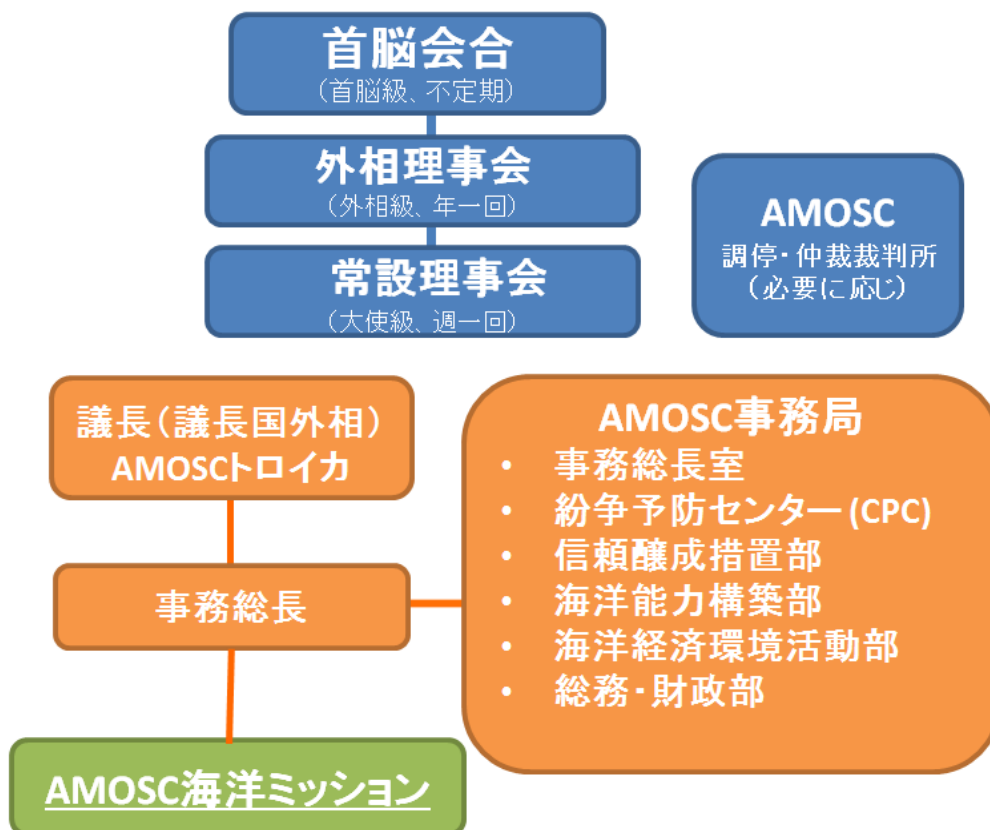 首脳会合
(首脳級、不定期)
外相理事会
(外相級、年一回)
常設理事会
(大使級、週一回)
AMOSC
調停・仲裁裁判所
(必要に応じ)
議長(議長国外相)
AMOSCトロイカ
事務総長
AMOSC事務局
• 事務総長室
• 紛争予防センター(CPC)
• 信頼醸成措置部
• 海洋能力構築部
• 海洋経済環境活動部
• 総務・財政部
AMOSC海洋ミッション